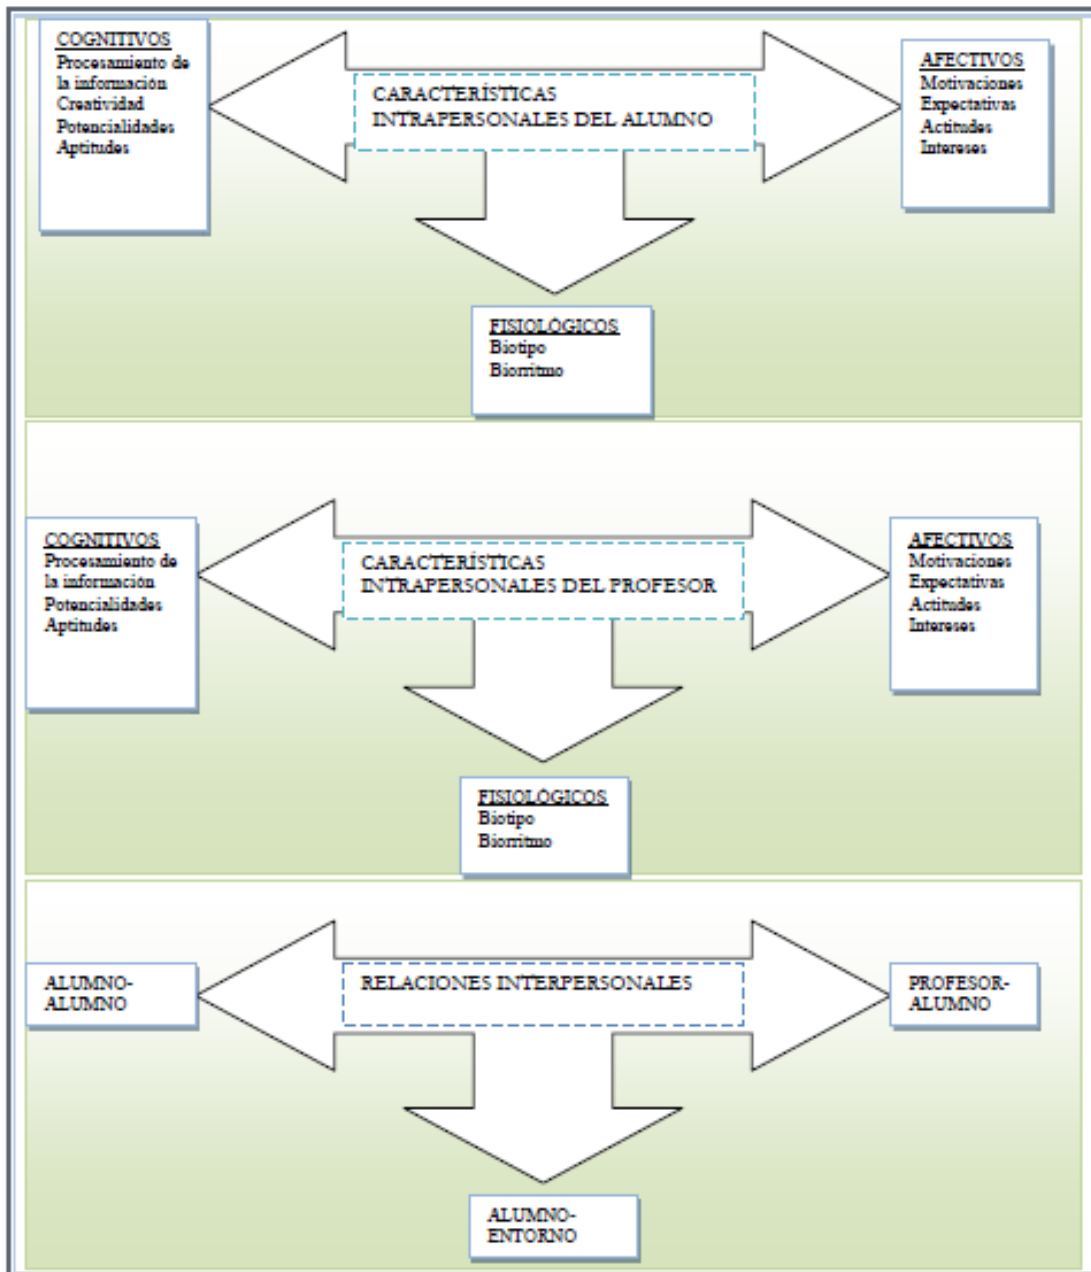 COGNITIVOS
Procesamiento de
la información
Creatividad
Potencialidades
Aptitudes
CARACTERÍSTICAS
INTRAPERSONALES DEL ALUMNO
AFECTIVOS
Motivaciones
Expectativas
Actitudes
Intereses
FISIOLÓGICOS
Biotipo
Biorritmo
COGNITIVOS
Procesamiento de
la información
Potencialidades
Aptitudes
CARACTERÍSTICAS
INTRAPERSONALES DEL PROFESOR
AFECTIVOS
Motivaciones
Expectativas
Actitudes
Intereses
FISIOLÓGICOS
Biotipo
Biorritmo
ALUMNO-
ALUMNO
RELACIONES INTERPERSONALES
PROFESOR-
ALUMNO
ALUMNO-
ENTORNO